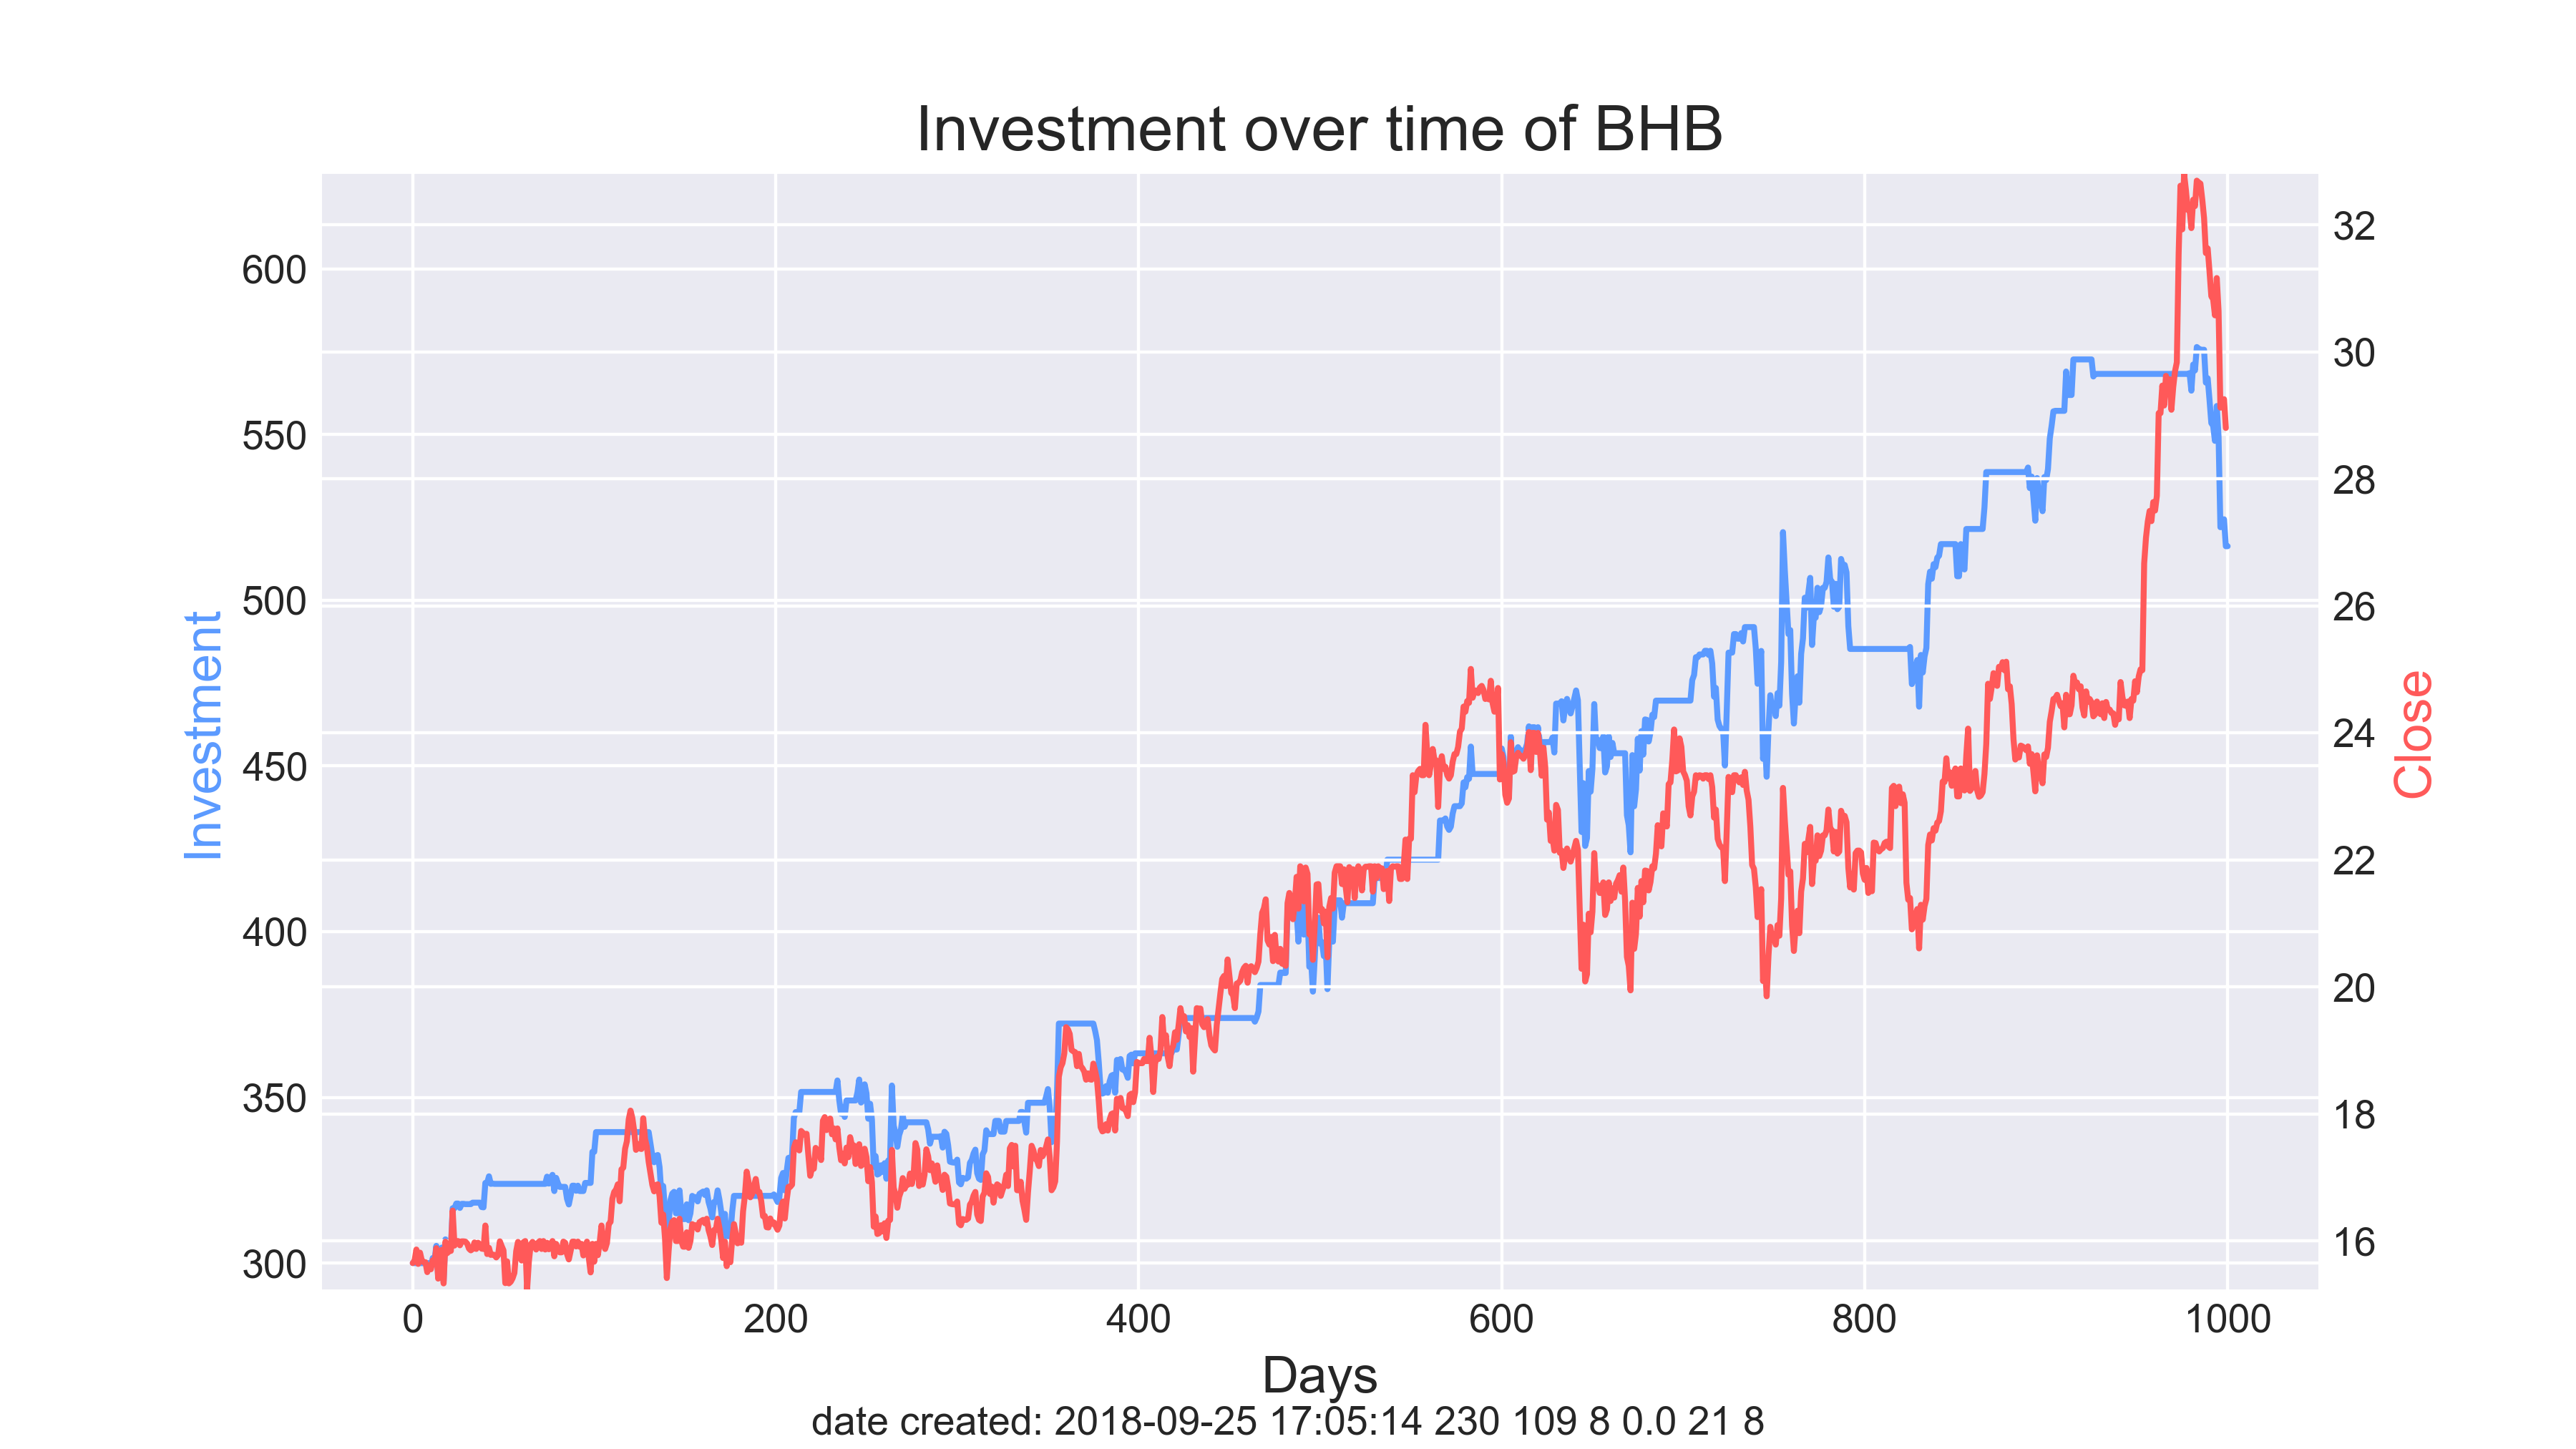 Investment over time of BHB
600
550
500
450
400
350
300
Investment
32
30
28
26
24
22
20
18
16
Close
0 200 400 600 800 1000
Days
date created: 2018-09-25 17:05:14 230 109 8 0.0 21 8